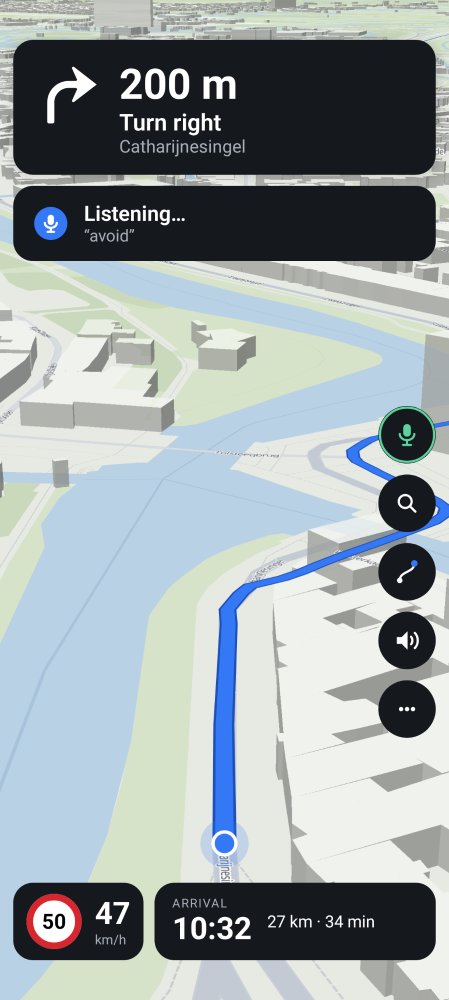 200 m
Turn right
Catharijnesingel
Listening…
“avoid”
50
47
km/h
ARRIVAL
10:32
27 km · 34 min